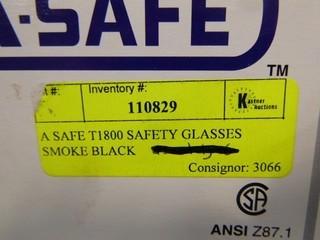 A-SAFE
TM
#: Inventory #:
110829
Kastner
Auctions
A SAFE T1800 SAFETY GLASSES
SMOKE BLACK
Consignor: 3066
ANSI Z87.1